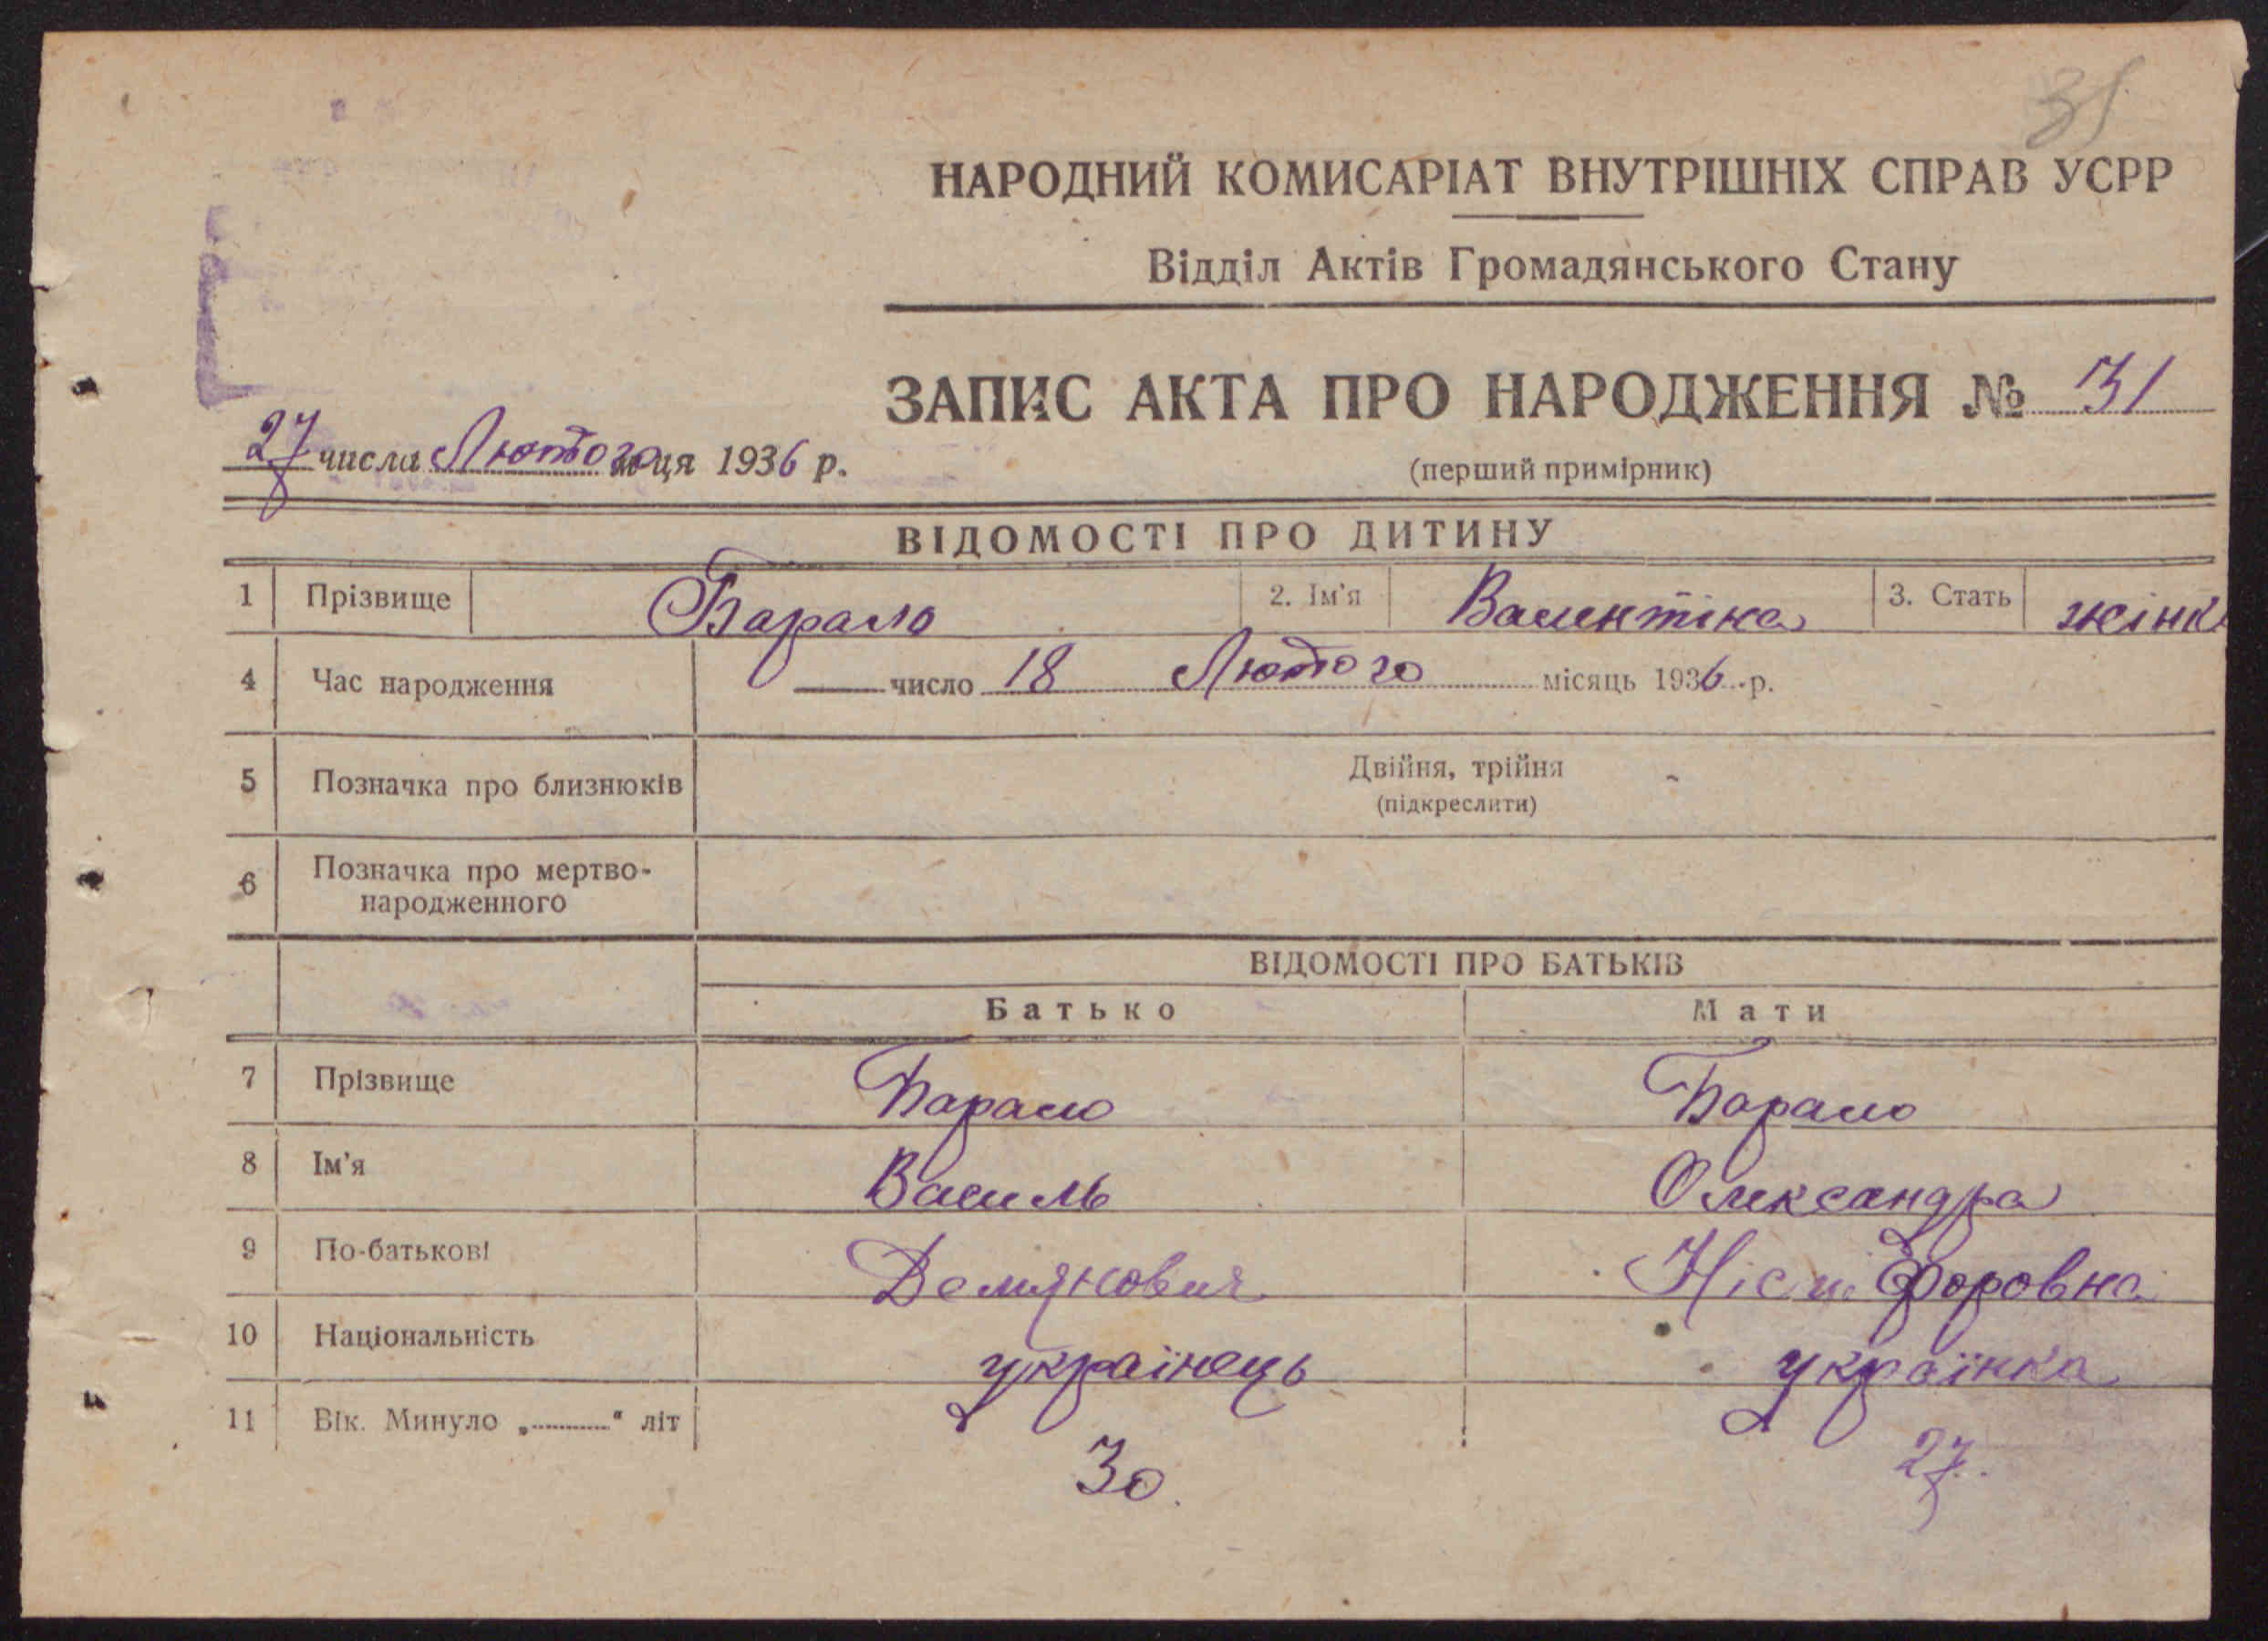 31
НАРОДНИЙ КОМИСАРІАТ ВНУТРІШНІХ СПРАВ УСРР
Відділ Актів Громадянського Стану
ЗАПИС АКТА ПРО НАРОДЖЕННЯ № 31
27 числа Лютого м-ця 1936 р.
(перший примірник)
ВІДОМОСТІ ПРО ДИТИНУ
1 Прізвище Барало 2. Ім'я Валентіна 3. Стать жінк
4 Час народження число 18 Лютого місяць 1936 р.
5 Позначка про близнюків Двійня, трійня
(підкреслити)
6 Позначка про мертво-
народженного
ВІДОМОСТІ ПРО БАТЬКІВ
Батько Мати
7 Прізвище Барало Барало
8 Ім'я Василь Олександра
9 По-батькові Демянович
10 Національність українець українка
11 Вік. Минуло „ “ літ 30 27.